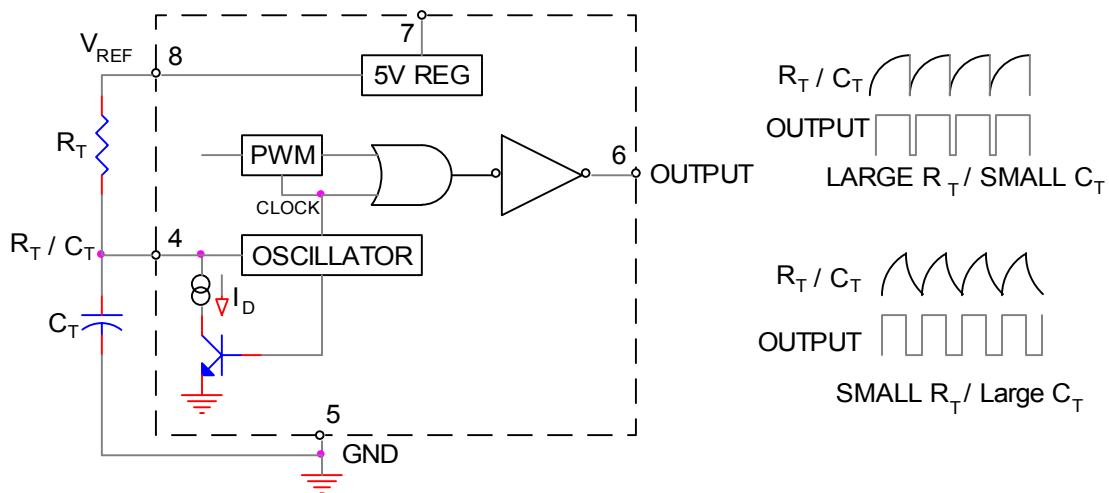 7
V_REF
8
5V REG
R_T
PWM
CLOCK
6
OUTPUT
R_T / C_T
4
OSCILLATOR
I_D
C_T
5
GND
R_T / C_T
OUTPUT
LARGE R_T / SMALL C_T
R_T / C_T
OUTPUT
SMALL R_T / Large C_T